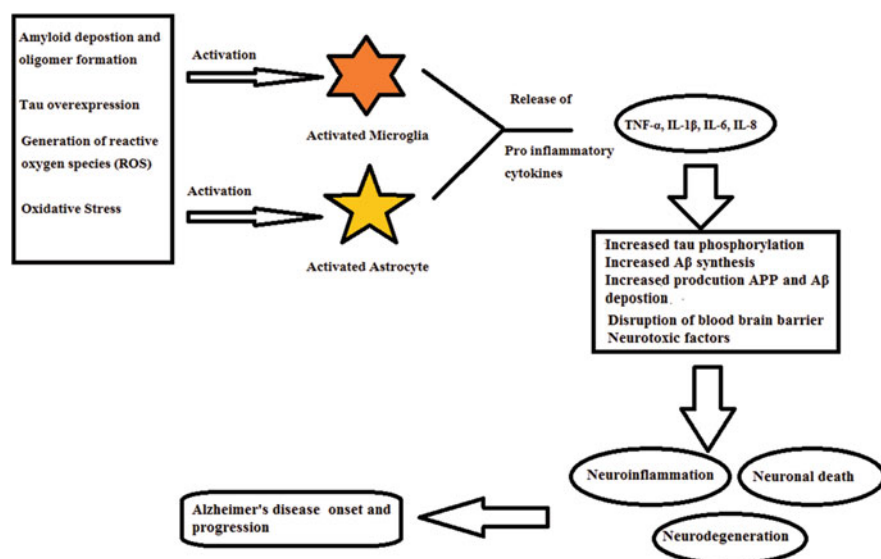 Amyloid depostion and
oligomer formation
Tau overexpression
Generation of reactive
oxygen species (ROS)
Oxidative Stress
Activation
Activated Microglia
Activation
Activated Astrocyte
Release of
Pro inflammatory
cytokines
TNF-α, IL-1β, IL-6, IL-8
Increased tau phosphorylation
Increased Aβ synthesis
Increased prodcution APP and Aβ
depostion.
Disruption of blood brain barrier
Neurotoxic factors
Neuroinflammation
Neuronal death
Neurodegeneration
Alzheimer's disease onset and
progression